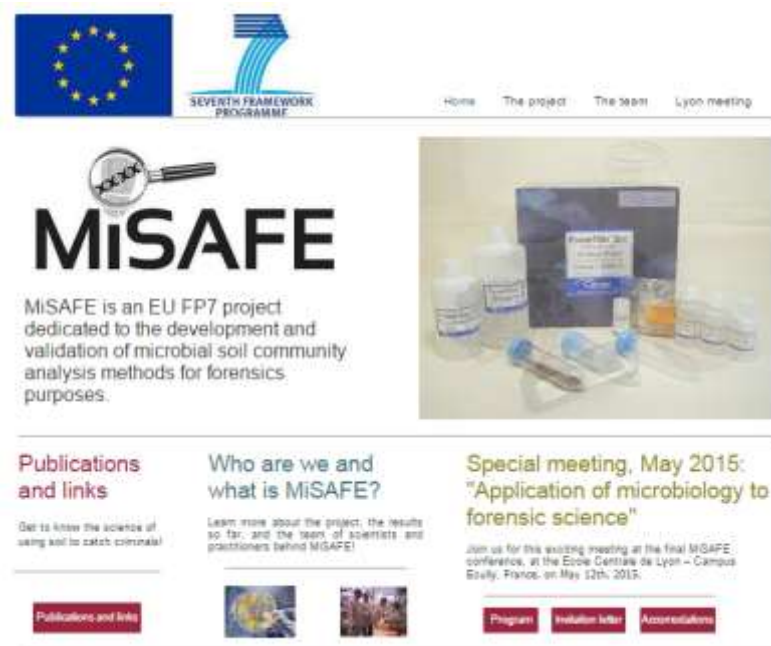 SEVENTH FRAMEWORK
PROGRAMME
Home The project The team Lyon meeting
MiSAFE
MiSAFE is an EU FP7 project
dedicated to the development and
validation of microbial soil community
analysis methods for forensics
purposes.
Publications
and links
Get to know the science of
using soil to catch criminals!
Publications and links
Who are we and
what is MiSAFE?
Learn more about the project, the results
so far, and the team of scientists and
practitioners behind MiSAFE!
Special meeting, May 2015:
"Application of microbiology to
forensic science"
Join us for this exciting meeting at the final MiSAFE
conference, at the Ecole Centrale de Lyon – Campus
Ecully, France, on May 12th, 2015.
Program Invitation letter Accomodations